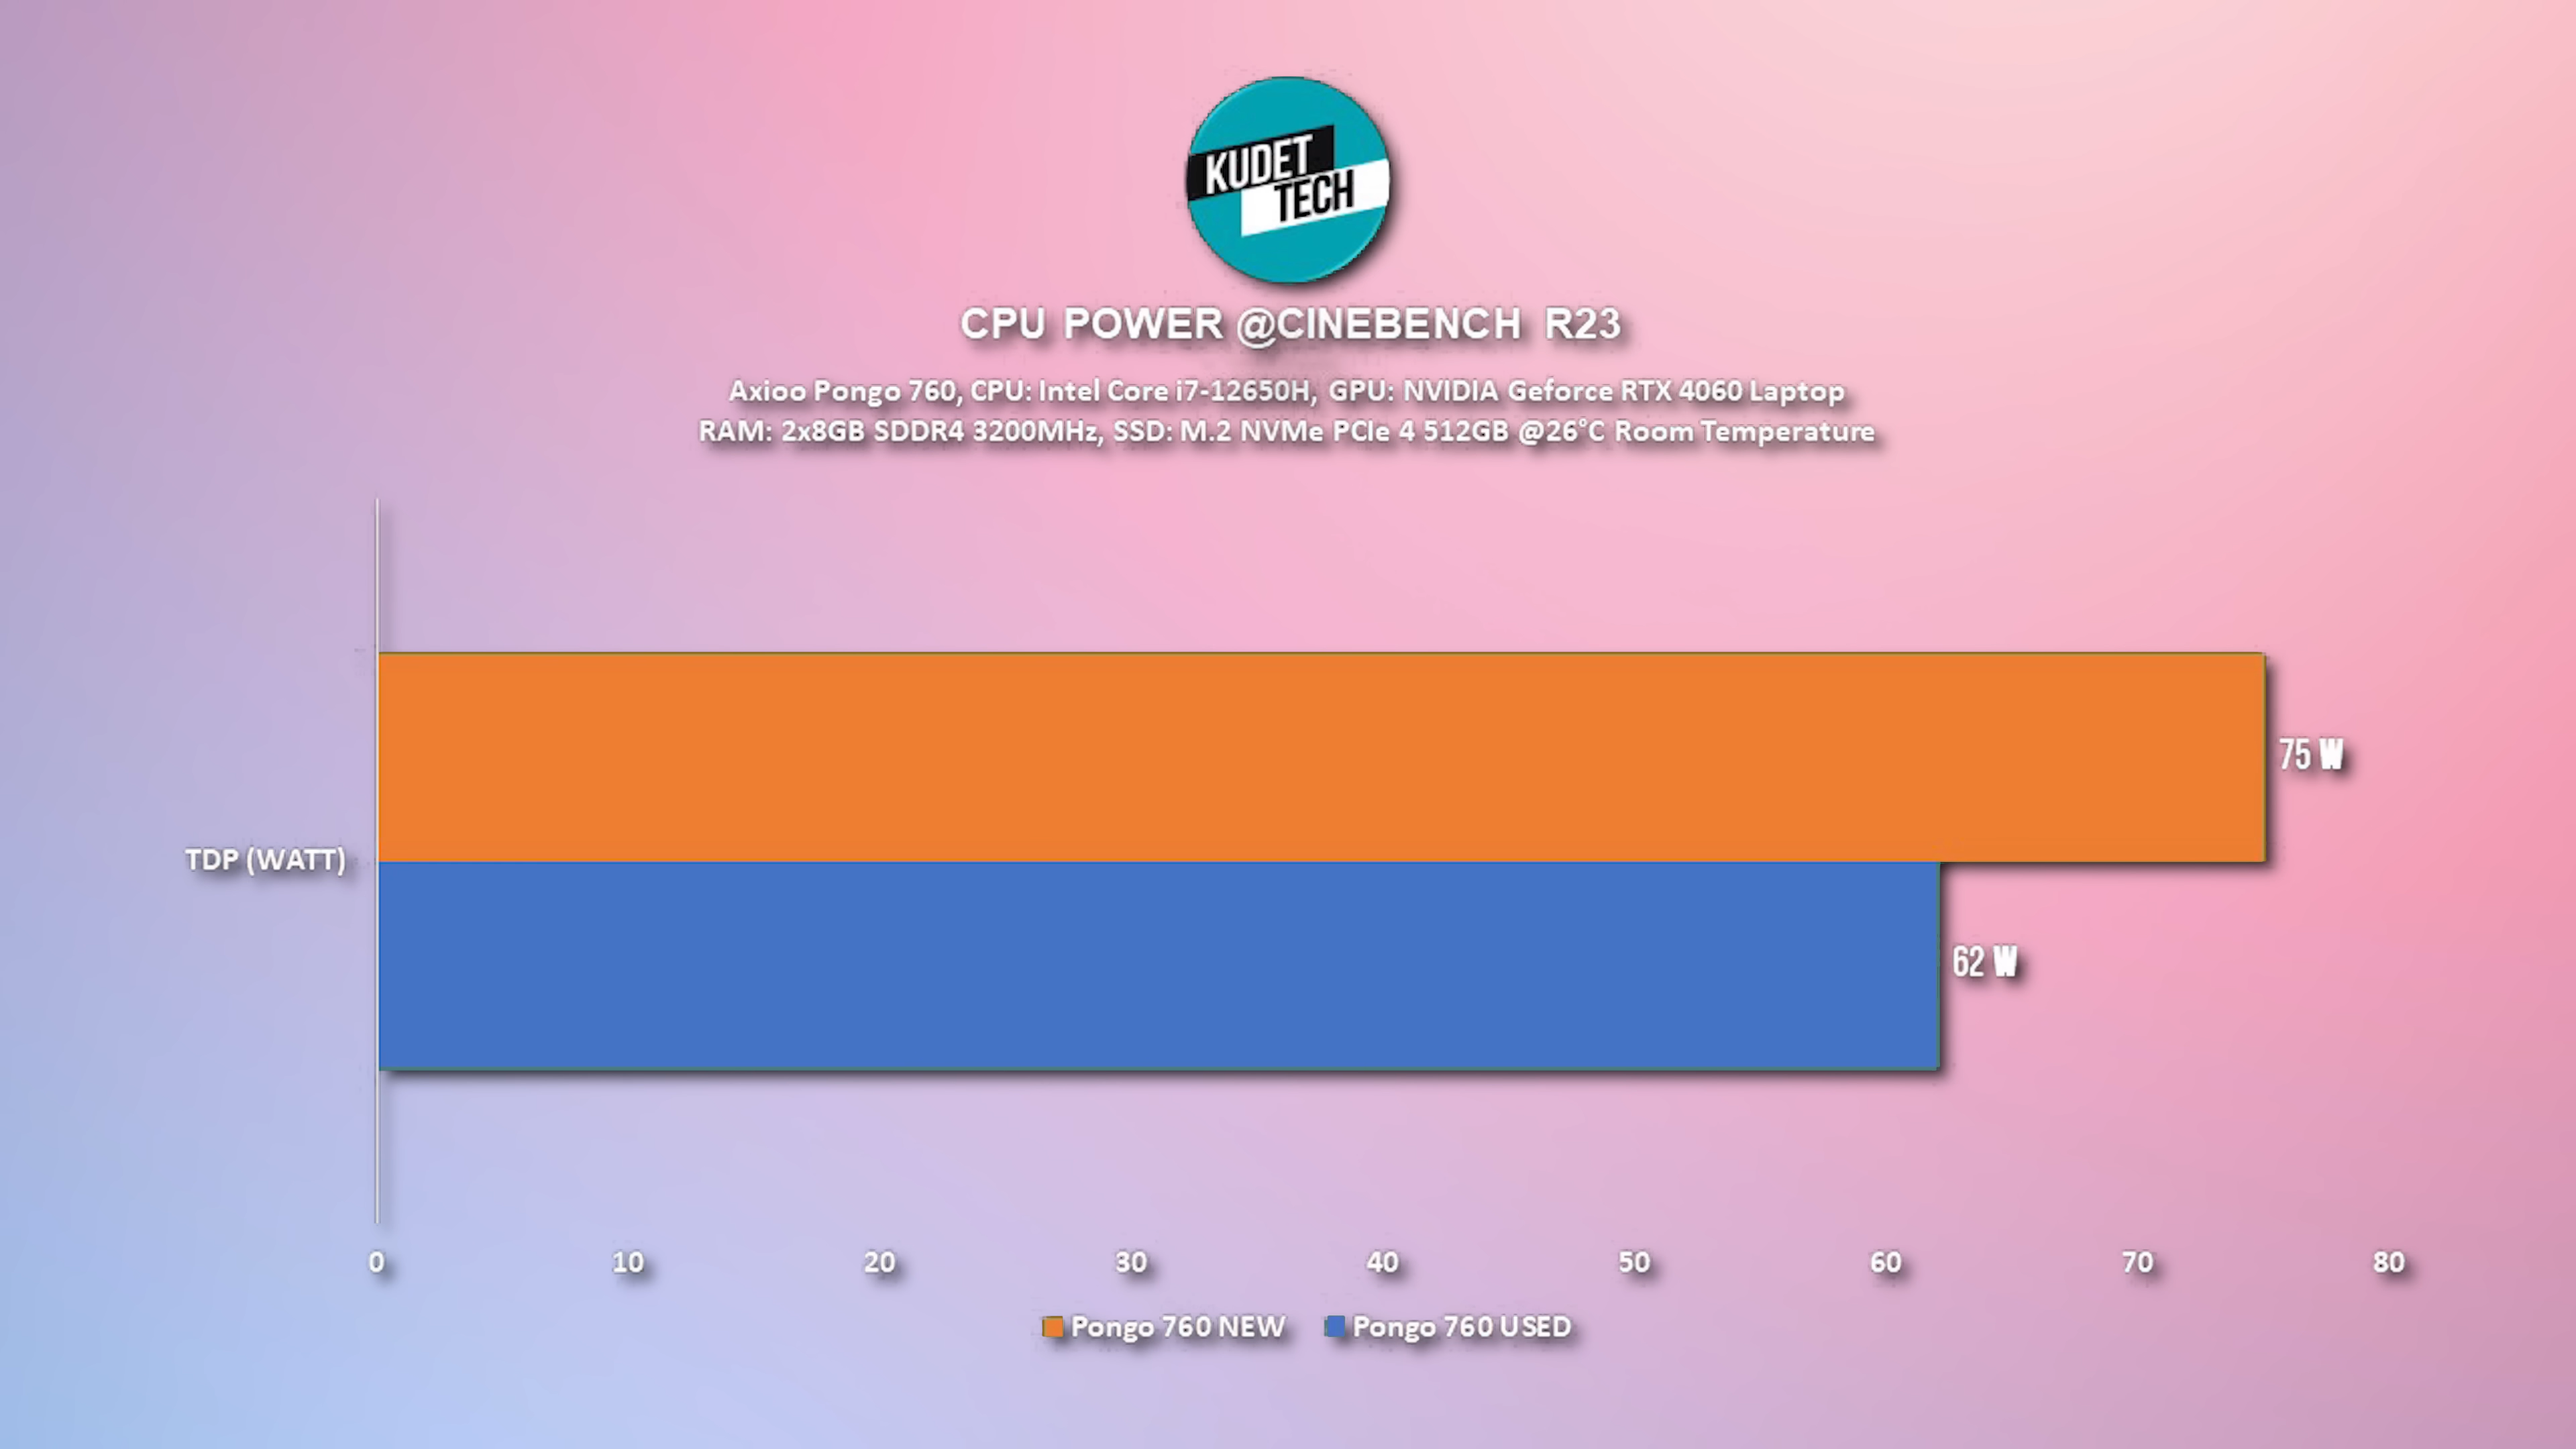 KUDET
TECH
CPU POWER @CINEBENCH R23
Axioo Pongo 760, CPU: Intel Core i7-12650H, GPU: NVIDIA Geforce RTX 4060 Laptop
RAM: 2x8GB SDDR4 3200MHz, SSD: M.2 NVMe PCIe 4 512GB @26°C Room Temperature
75 W
TDP (WATT)
62 W
0 10 20 30 40 50 60 70 80
Pongo 760 NEW Pongo 760 USED